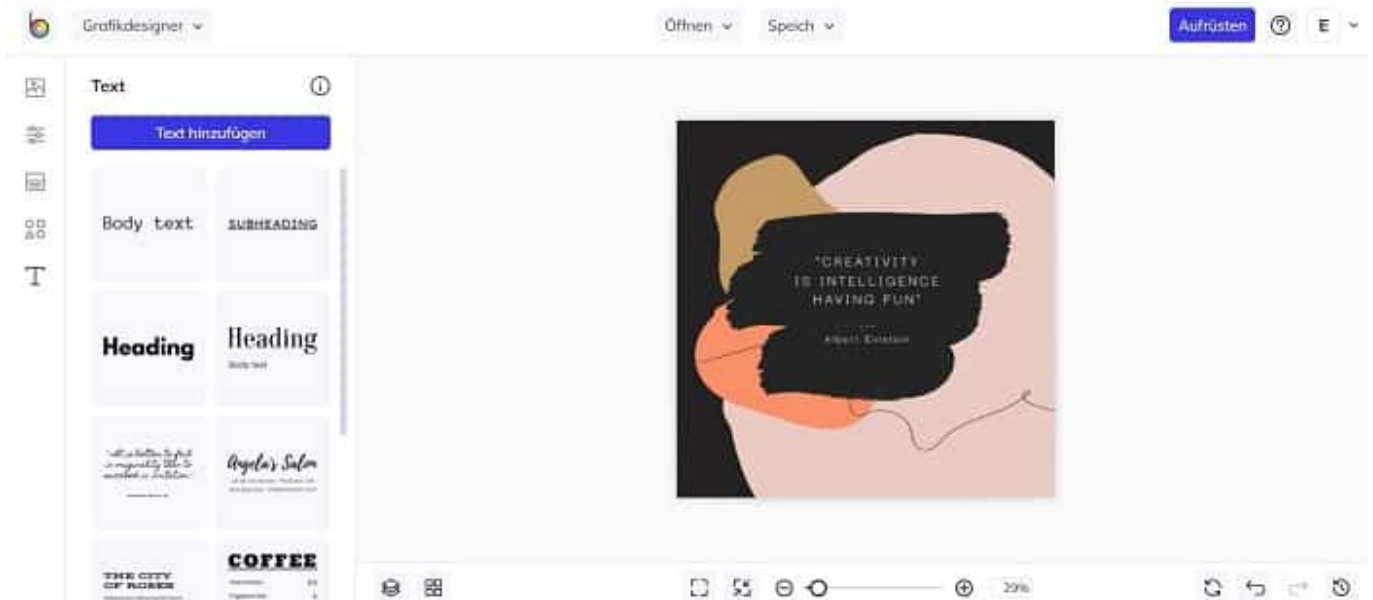 Grafikdesigner
Öffnen
Speich
Aufrüsten
E
Text
Text hinzufügen
Body text
SUBHEADING
Heading
Heading
Body text
Angela's Salon
THE CITY
OF ROSES
COFFEE
"CREATIVITY
IS INTELLIGENCE
HAVING FUN"
Albert Einstein
29%